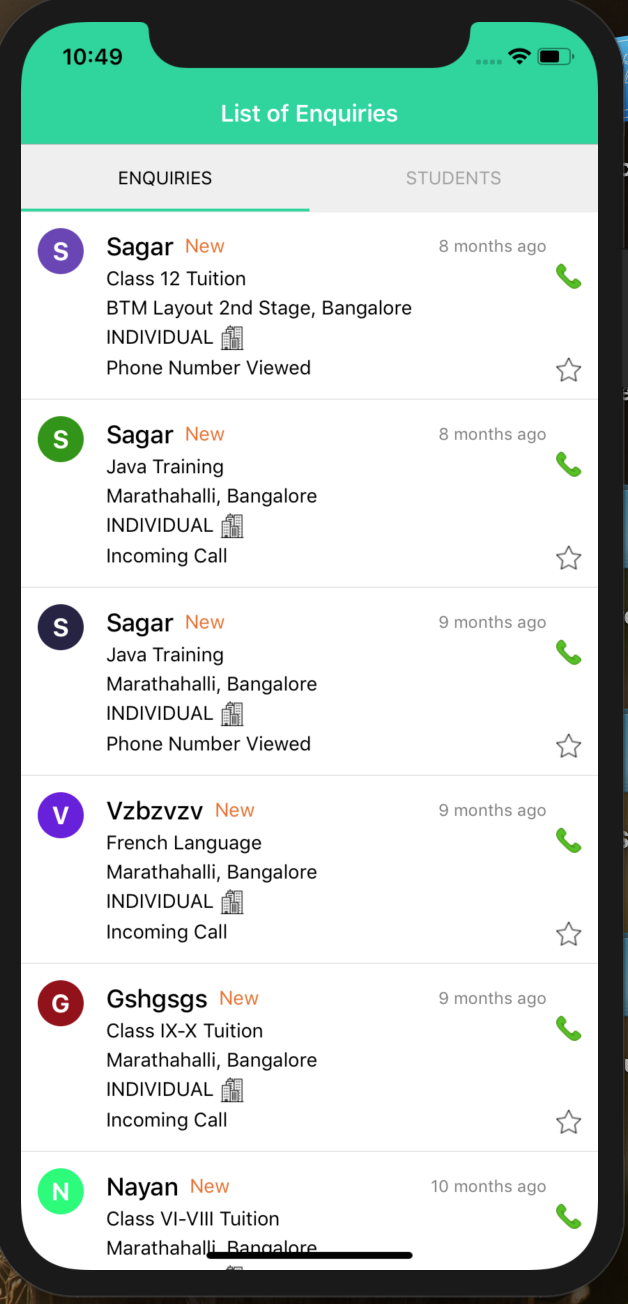 10:49
List of Enquiries
ENQUIRIES STUDENTS
S Sagar New 8 months ago
Class 12 Tuition
BTM Layout 2nd Stage, Bangalore
INDIVIDUAL
Phone Number Viewed
S Sagar New 8 months ago
Java Training
Marathahalli, Bangalore
INDIVIDUAL
Incoming Call
S Sagar New 9 months ago
Java Training
Marathahalli, Bangalore
INDIVIDUAL
Phone Number Viewed
V Vzbzvzv New 9 months ago
French Language
Marathahalli, Bangalore
INDIVIDUAL
Incoming Call
G Gshgsgs New 9 months ago
Class IX-X Tuition
Marathahalli, Bangalore
INDIVIDUAL
Incoming Call
N Nayan New 10 months ago
Class VI-VIII Tuition
Marathahalli, Bangalore